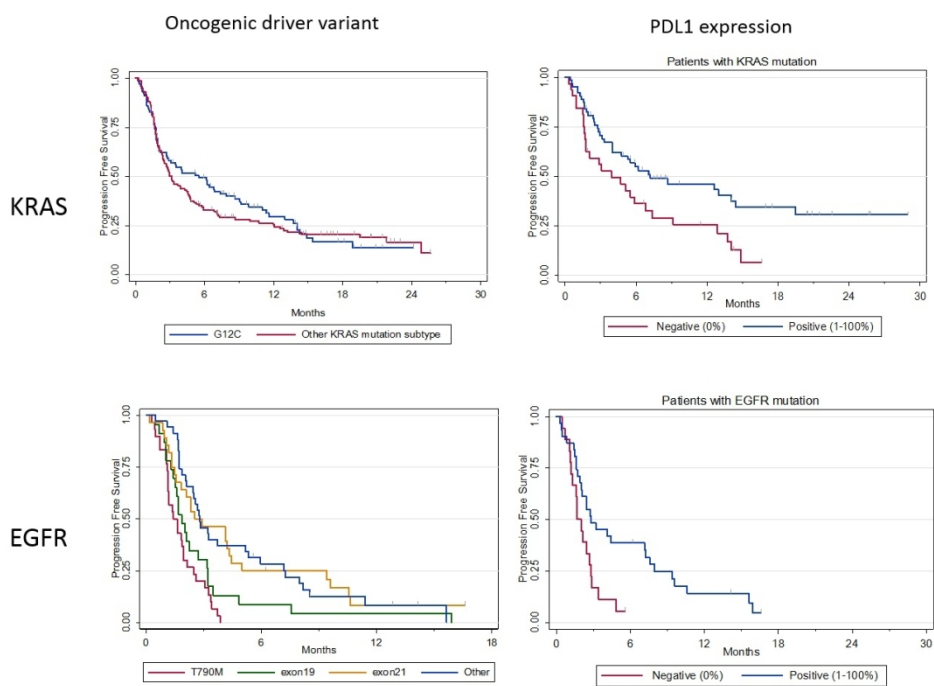 Oncogenic driver variant
PDL1 expression
KRAS
Progression Free Survival
1.00
0.75
0.50
0.25
0.00
0 6 12 18 24 30
Months
G12C Other KRAS mutation subtype
Patients with KRAS mutation
Progression Free Survival
1.00
0.75
0.50
0.25
0.00
0 6 12 18 24 30
Months
Negative (0%) Positive (1-100%)
EGFR
Progression Free Survival
1.00
0.75
0.50
0.25
0.00
0 6 12 18
Months
T790M exon19 exon21 Other
Patients with EGFR mutation
Progression Free Survival
1.00
0.75
0.50
0.25
0.00
0 6 12 18 24 30
Months
Negative (0%) Positive (1-100%)